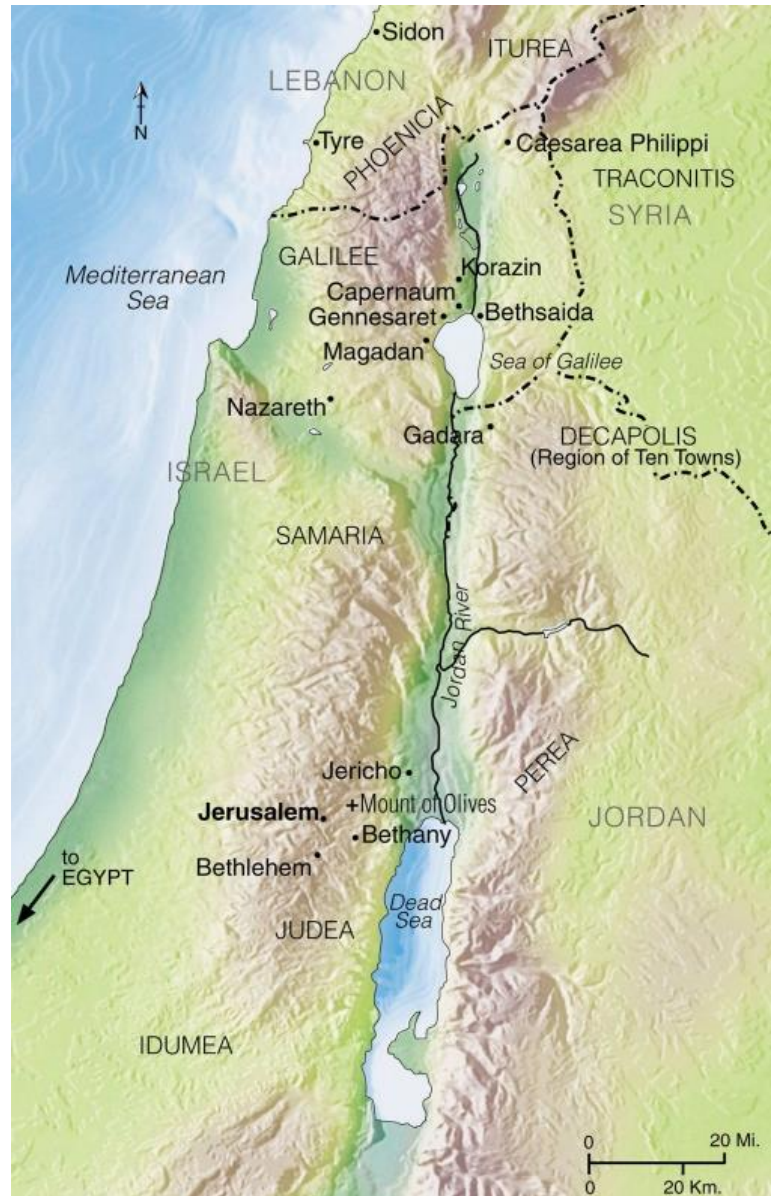 Sidon
ITUREA
LEBANON
N
Tyre
PHOENICIA
Caesarea Philippi
TRACONITIS
SYRIA
GALILEE
Mediterranean
Sea
Korazin
Capernaum
Gennesaret
Bethsaida
Magadan
Sea of Galilee
Nazareth
Gadara
DECAPOLIS
(Region of Ten Towns)
ISRAEL
SAMARIA
Jordan River
Jericho
PEREA
Mount of Olives
Jerusalem
JORDAN
Bethany
to
EGYPT
Bethlehem
Dead
Sea
JUDEA
IDUMEA
0 20 Mi.
0 20 Km.